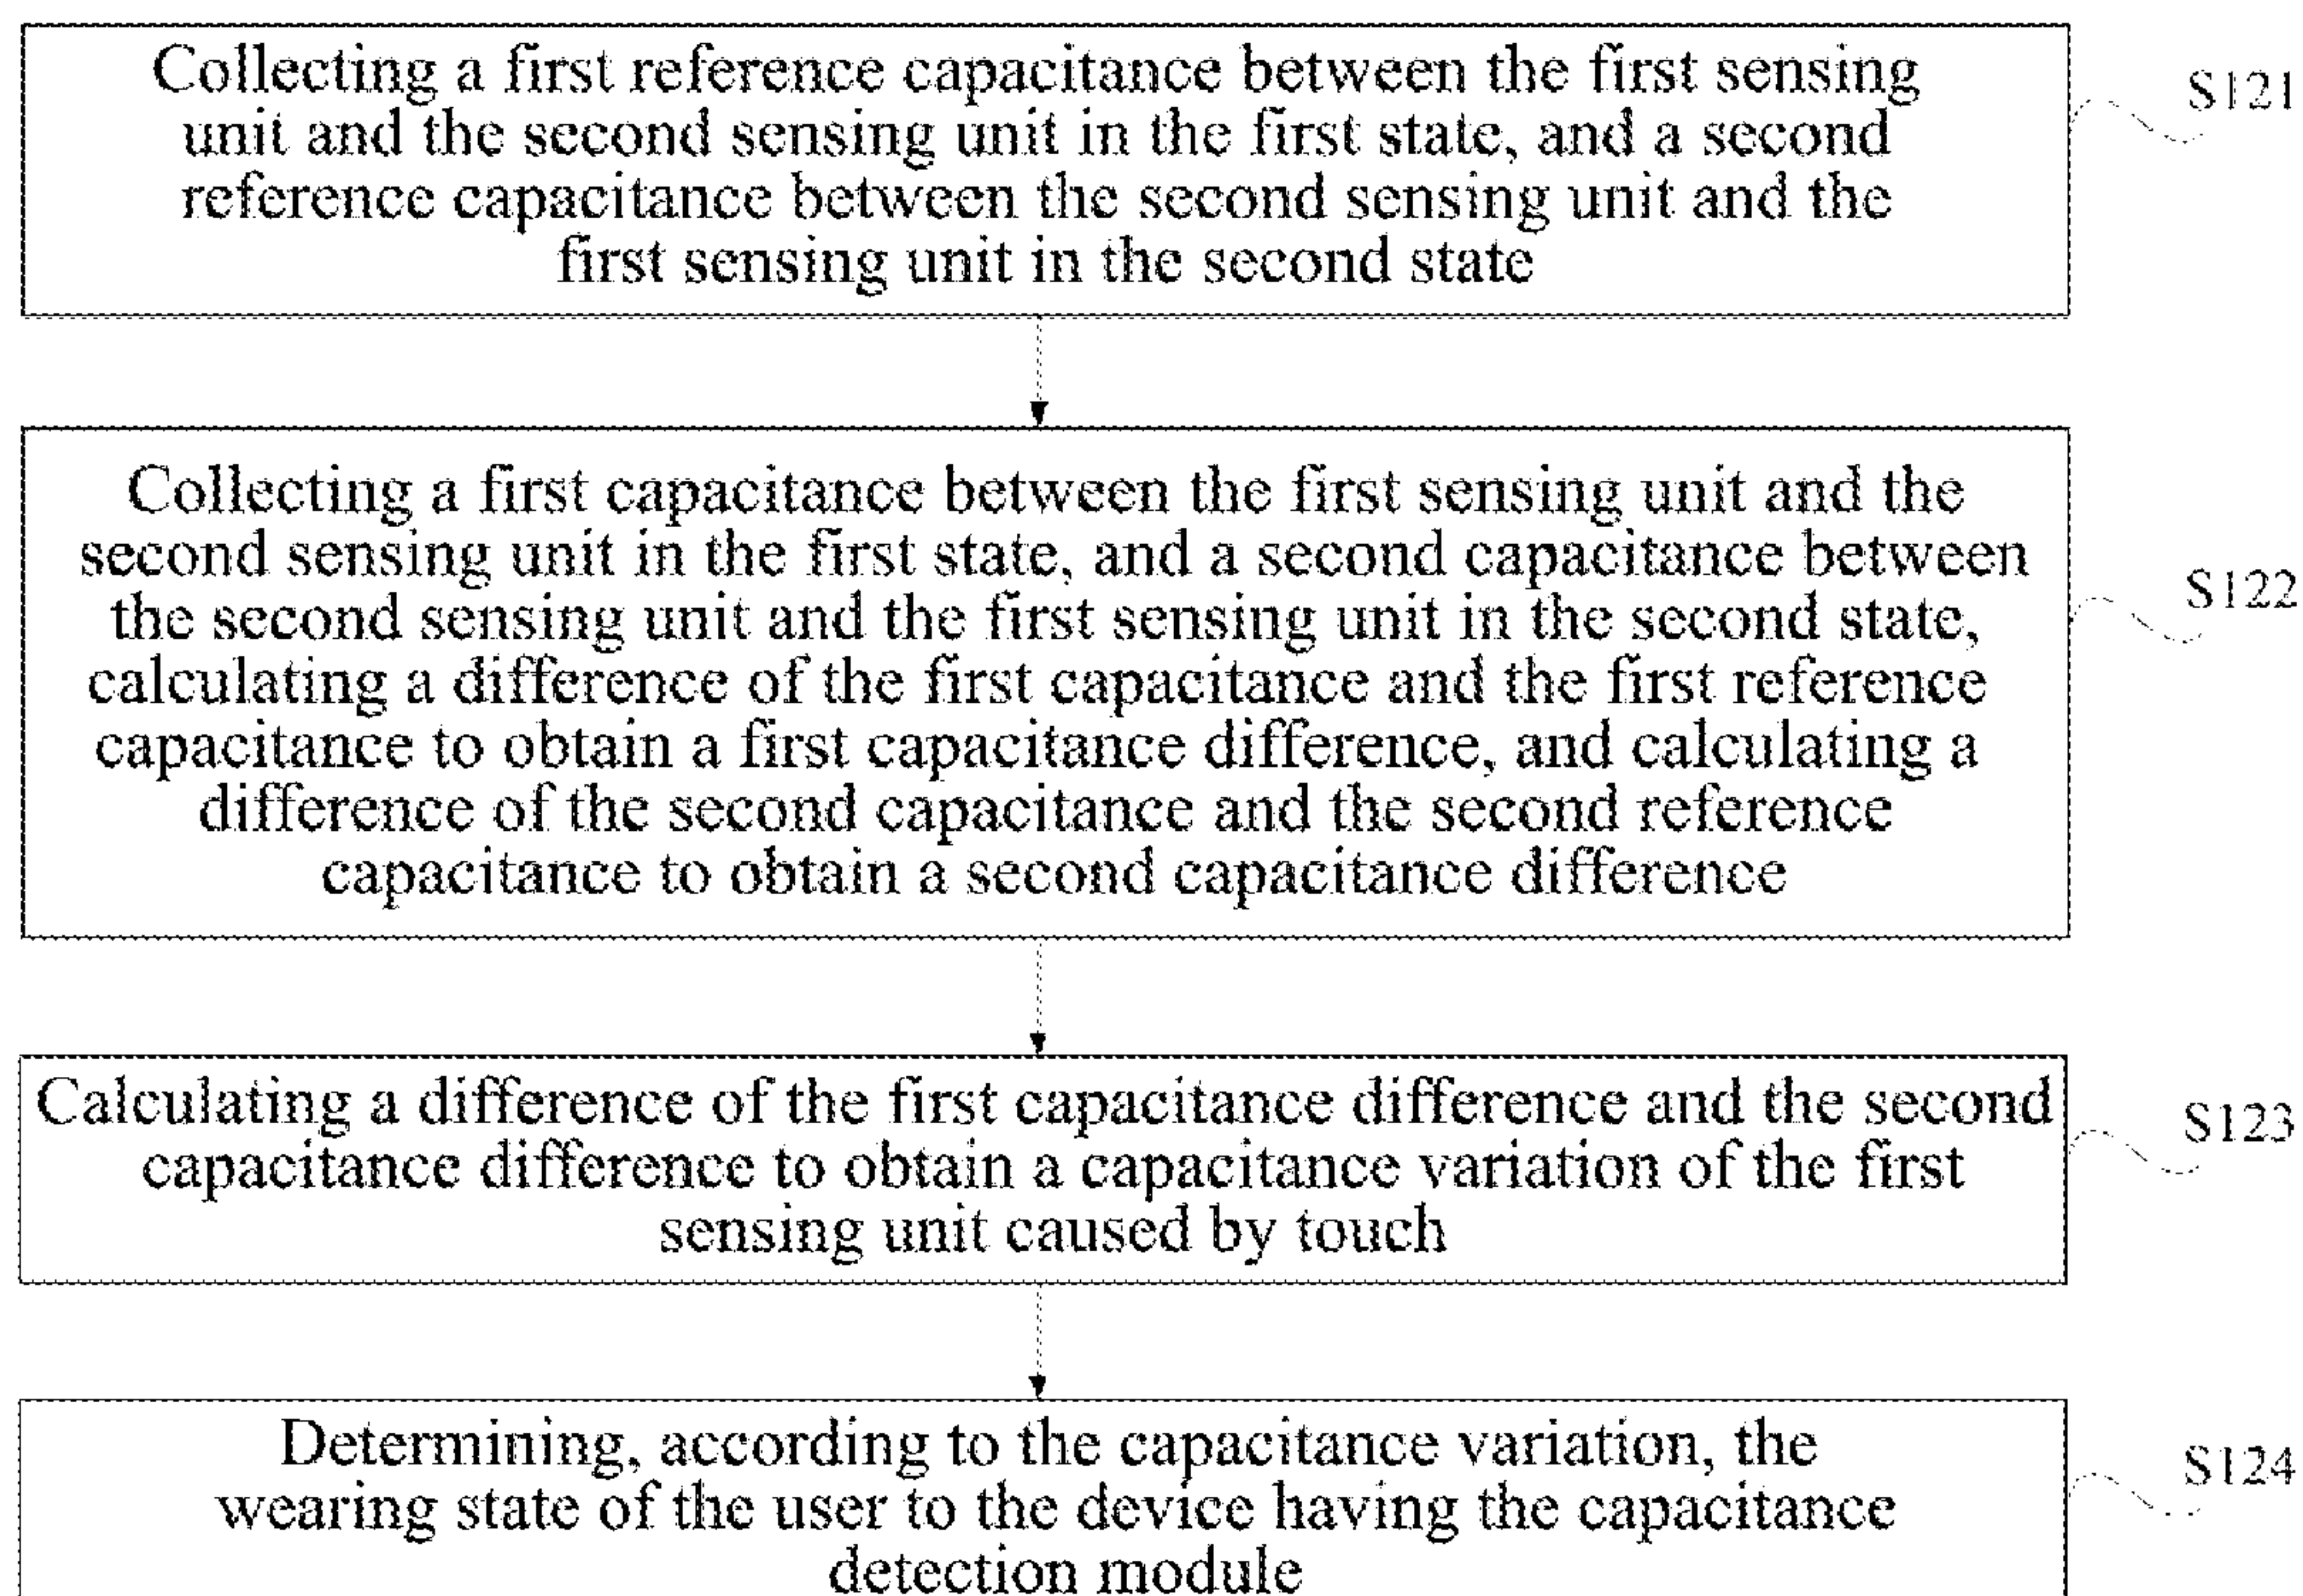 Collecting a first reference capacitance between the first sensing
unit and the second sensing unit in the first state, and a second
reference capacitance between the second sensing unit and the
first sensing unit in the second state
S121
Collecting a first capacitance between the first sensing unit and the
second sensing unit in the first state, and a second capacitance between
the second sensing unit and the first sensing unit in the second state,
calculating a difference of the first capacitance and the first reference
capacitance to obtain a first capacitance difference, and calculating a
difference of the second capacitance and the second reference
capacitance to obtain a second capacitance difference
S122
Calculating a difference of the first capacitance difference and the second
capacitance difference to obtain a capacitance variation of the first
sensing unit caused by touch
S123
Determining, according to the capacitance variation, the
wearing state of the user to the device having the capacitance
detection module
S124